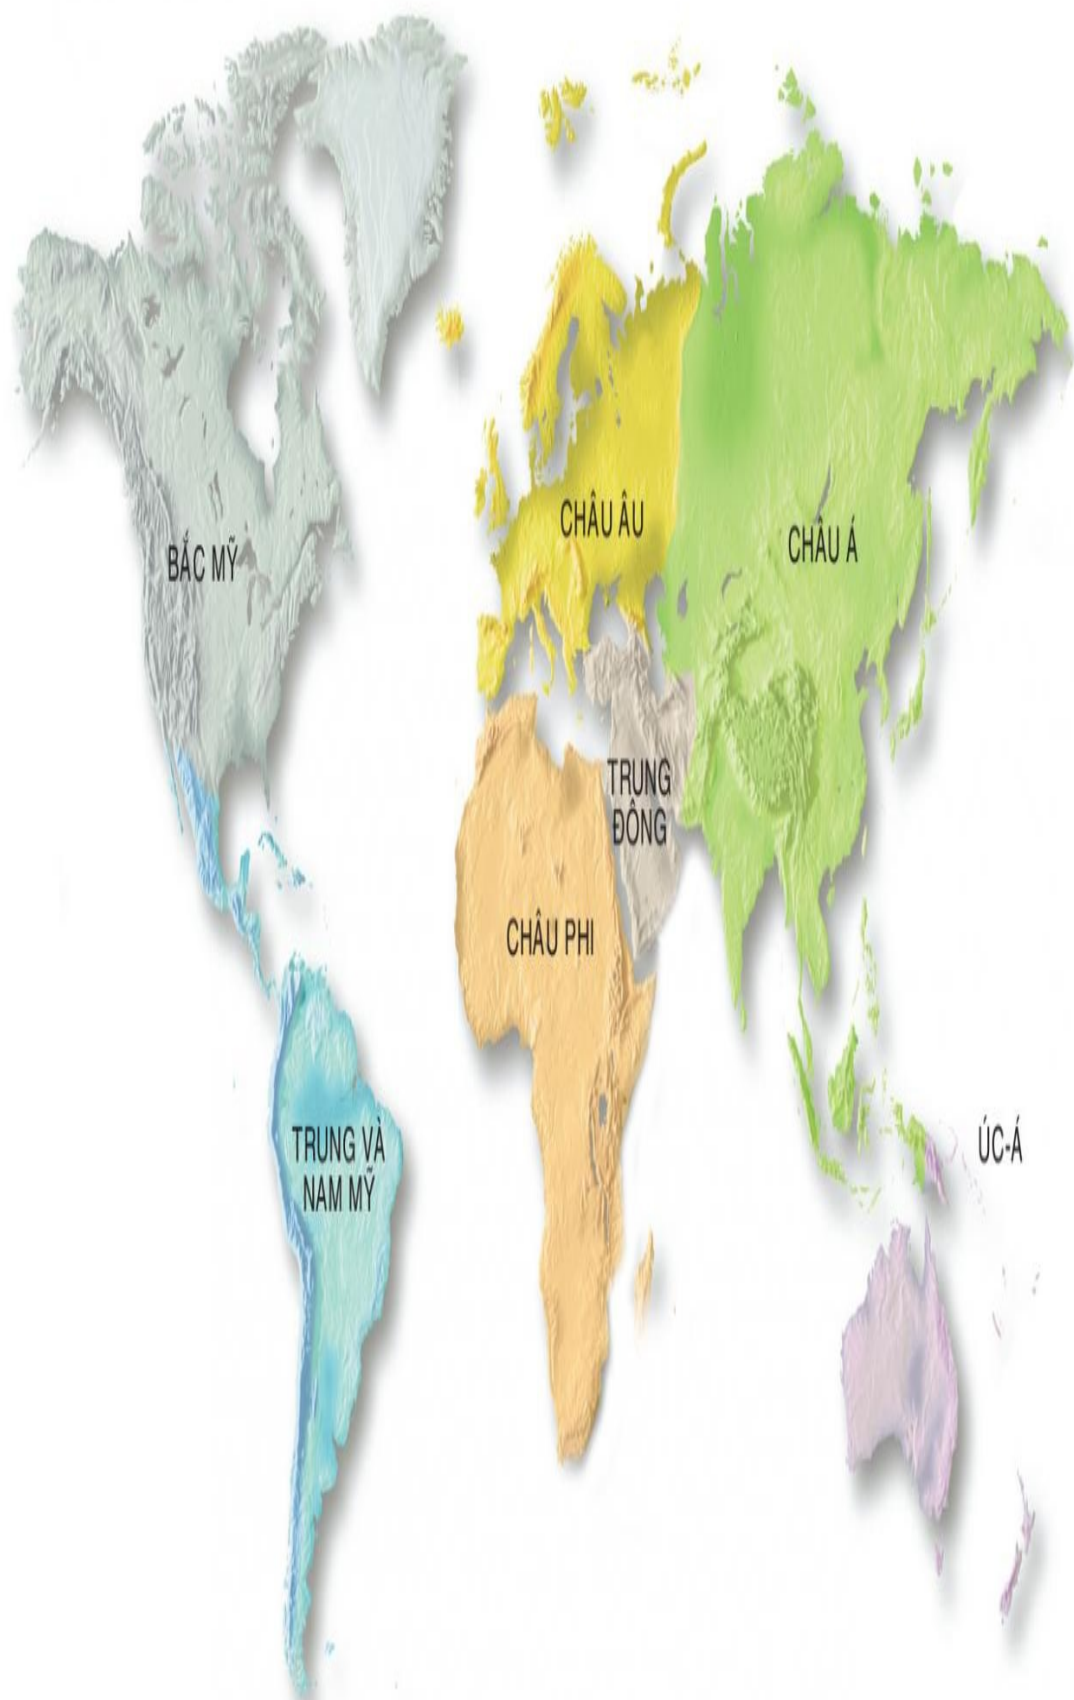 CHÂU ÂU
BẮC MỸ
CHÂU Á
TRUNG
ĐÔNG
CHÂU PHI
TRUNG VÀ
NAM MỸ
ÚC-Á